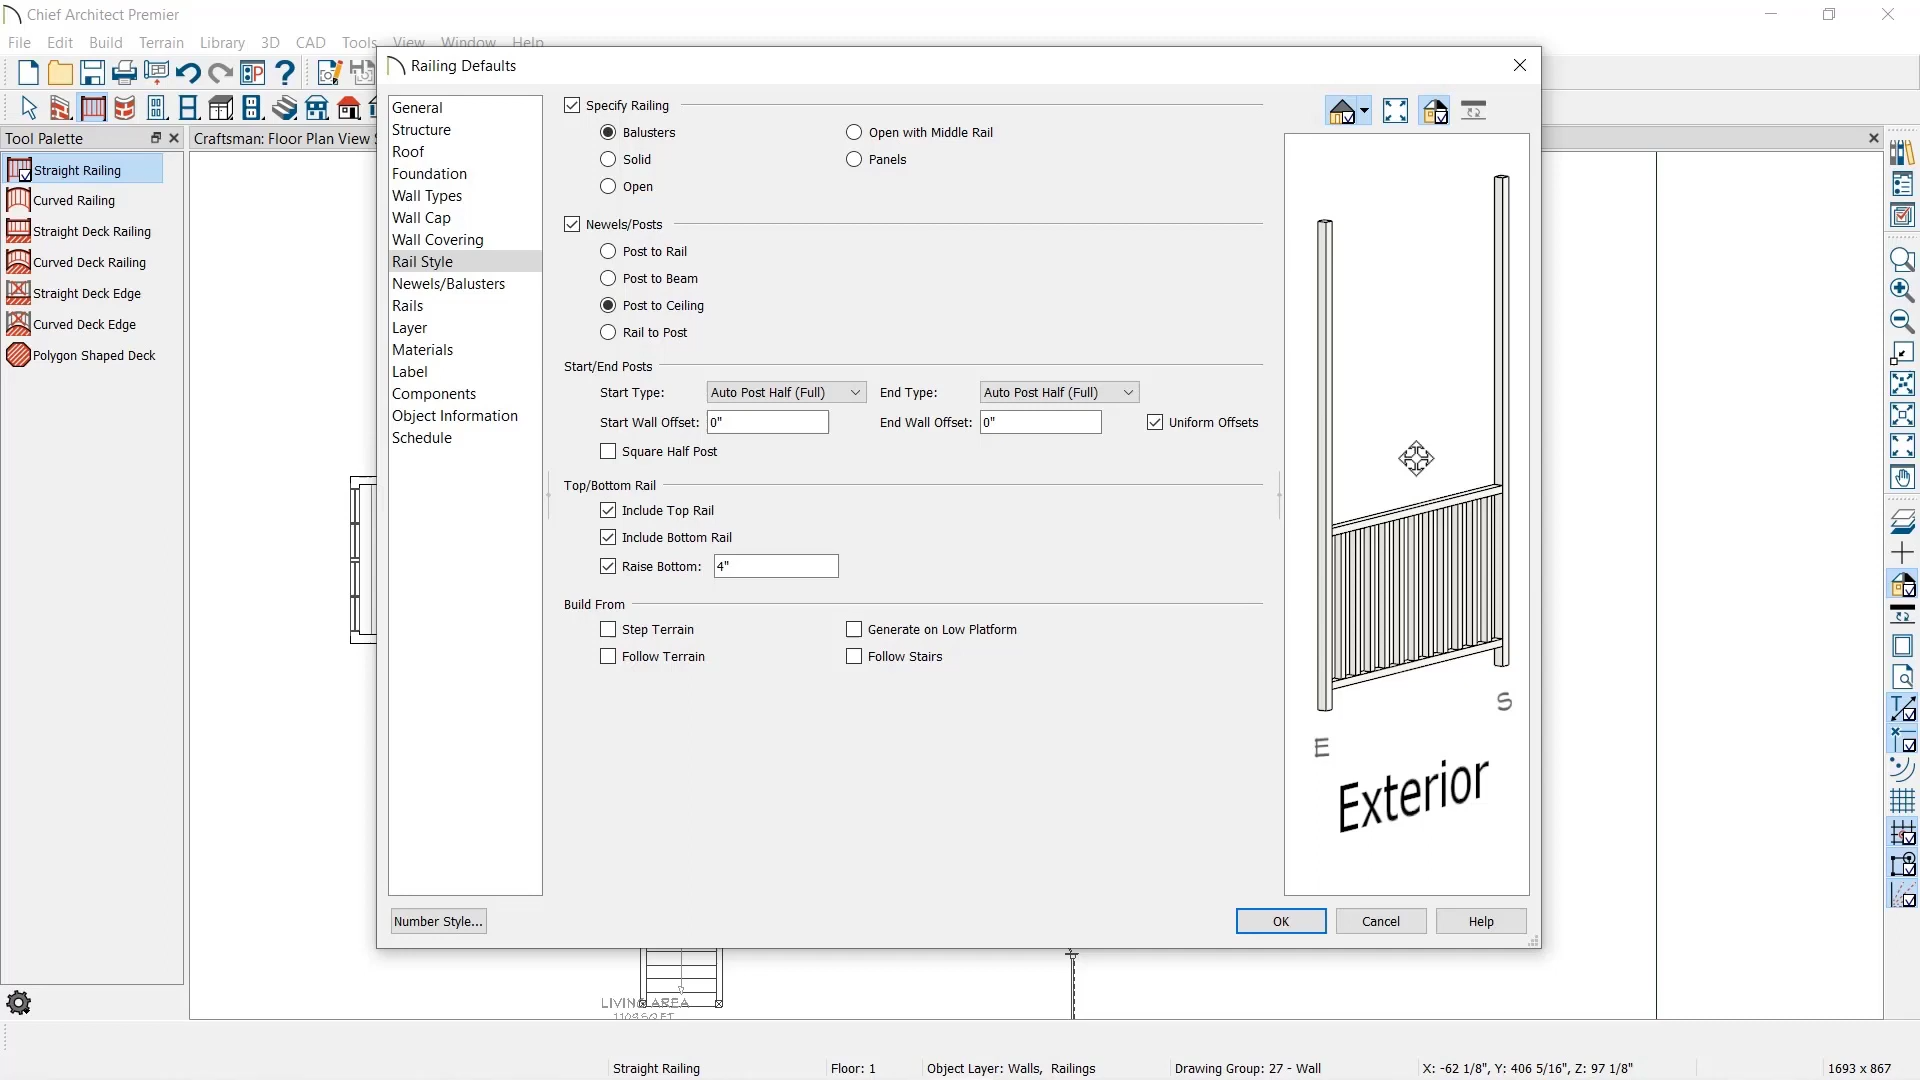 Chief Architect Premier
File Edit Build Terrain Library 3D CAD Tools View Window Help
Railing Defaults
Tool Palette
Craftsman: Floor Plan View
Straight Railing
Curved Railing
Straight Deck Railing
Curved Deck Railing
Straight Deck Edge
Curved Deck Edge
Polygon Shaped Deck
General
Structure
Roof
Foundation
Wall Types
Wall Cap
Wall Covering
Rail Style
Newels/Balusters
Rails
Layer
Materials
Label
Components
Object Information
Schedule
Specify Railing
Balusters Open with Middle Rail
Solid Panels
Open
Newels/Posts
Post to Rail
Post to Beam
Post to Ceiling
Rail to Post
Start/End Posts
Start Type: Auto Post Half (Full) End Type: Auto Post Half (Full)
Start Wall Offset: 0" End Wall Offset: 0" Uniform Offsets
Square Half Post
Top/Bottom Rail
Include Top Rail
Include Bottom Rail
Raise Bottom: 4"
Build From
Step Terrain Generate on Low Platform
Follow Terrain Follow Stairs
S
E
Exterior
Number Style... OK Cancel Help
LIVING AREA
1109 SQ FT
Straight Railing Floor: 1 Object Layer: Walls, Railings Drawing Group: 27 - Wall X: -62 1/8", Y: 406 5/16", Z: 97 1/8" 1693 x 867